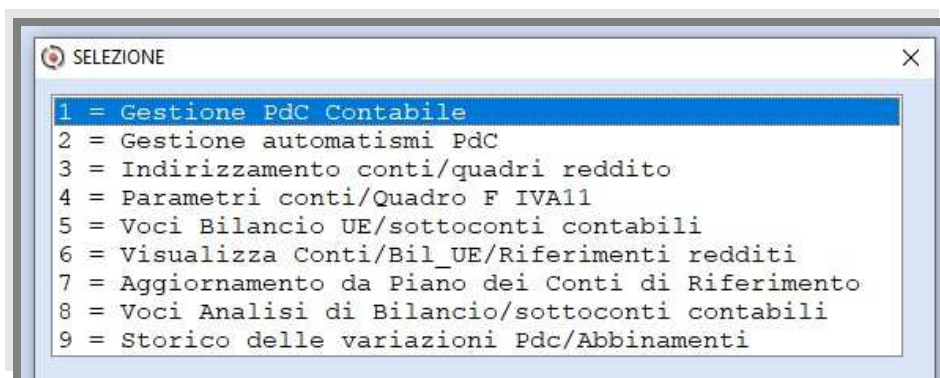 SELEZIONE
1 = Gestione PdC Contabile
2 = Gestione automatismi PdC
3 = Indirizzamento conti/quadri reddito
4 = Parametri conti/Quadro F IVA11
5 = Voci Bilancio UE/sottoconti contabili
6 = Visualizza Conti/Bil_UE/Riferimenti redditi
7 = Aggiornamento da Piano dei Conti di Riferimento
8 = Voci Analisi di Bilancio/sottoconti contabili
9 = Storico delle variazioni Pdc/Abbinamenti